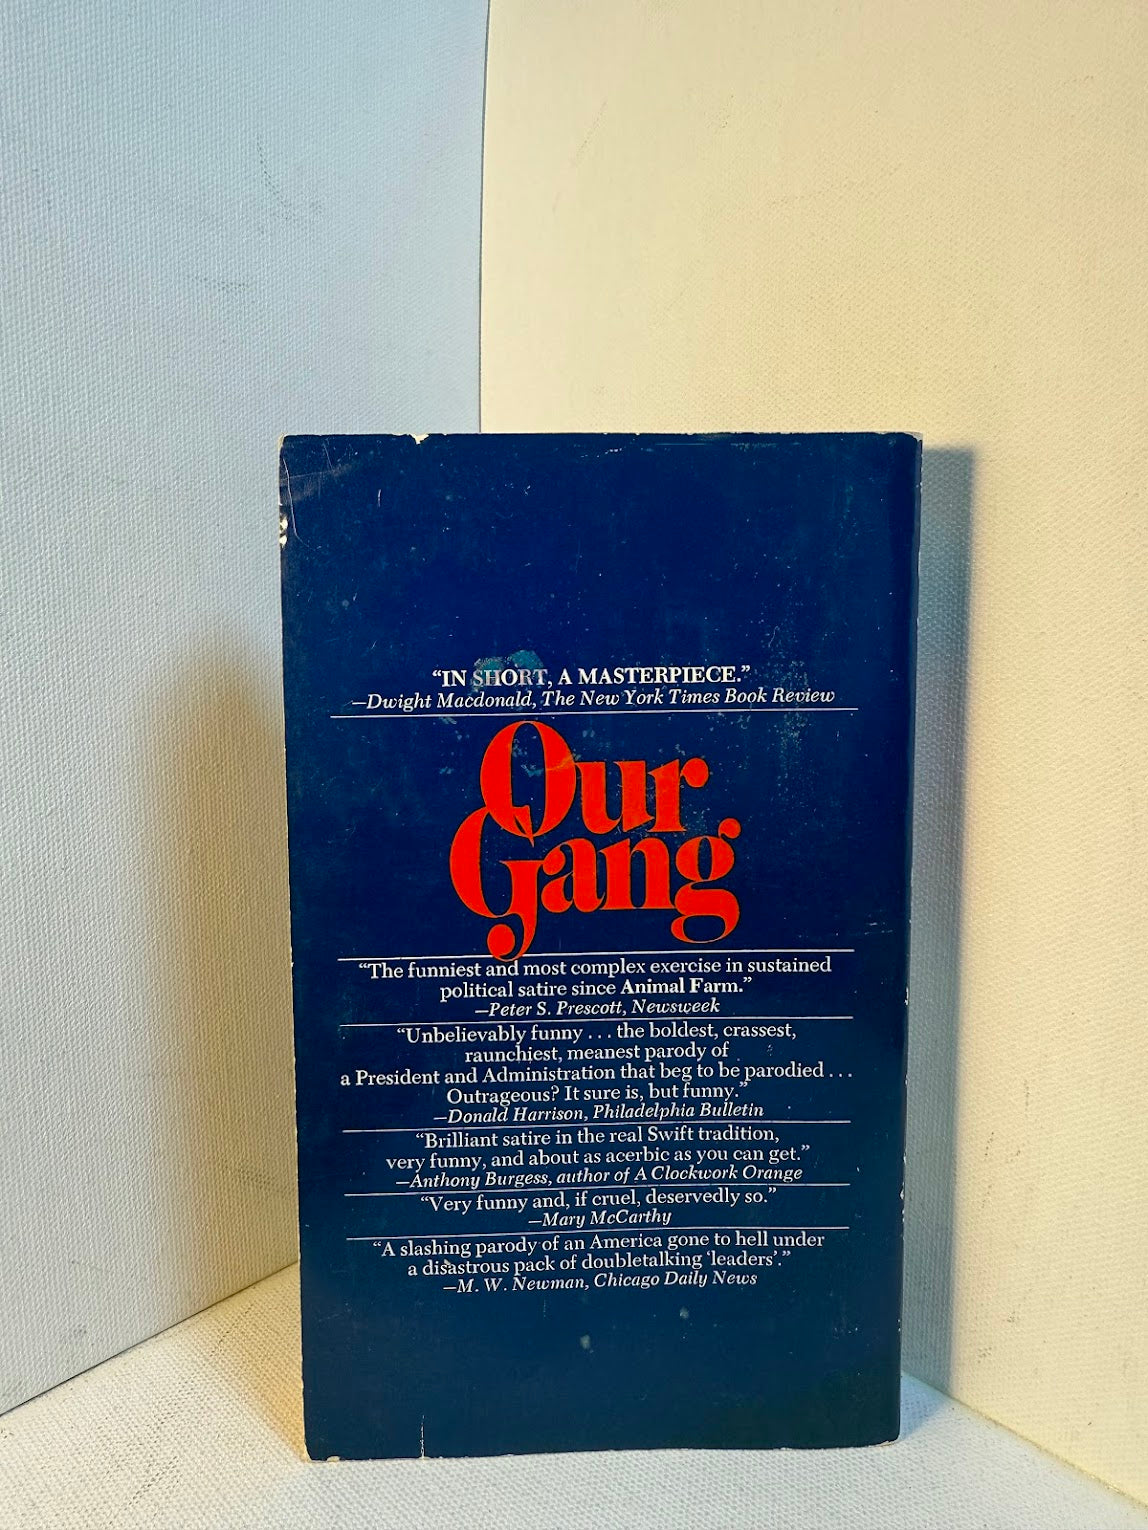 “IN SHORT, A MASTERPIECE.”
—Dwight Macdonald, The New York Times Book Review
Our
Gang
“The funniest and most complex exercise in sustained
political satire since Animal Farm.”
—Peter S. Prescott, Newsweek
“Unbelievably funny . . . the boldest, crassest,
raunchiest, meanest parody of
a President and Administration that beg to be parodied . . .
Outrageous? It sure is, but funny.”
—Donald Harrison, Philadelphia Bulletin
“Brilliant satire in the real Swift tradition,
very funny, and about as acerbic as you can get.”
—Anthony Burgess, author of A Clockwork Orange
“Very funny and, if cruel, deservedly so.”
—Mary McCarthy
“A slashing parody of an America gone to hell under
a disastrous pack of doubletalking ‘leaders’.”
—M. W. Newman, Chicago Daily News